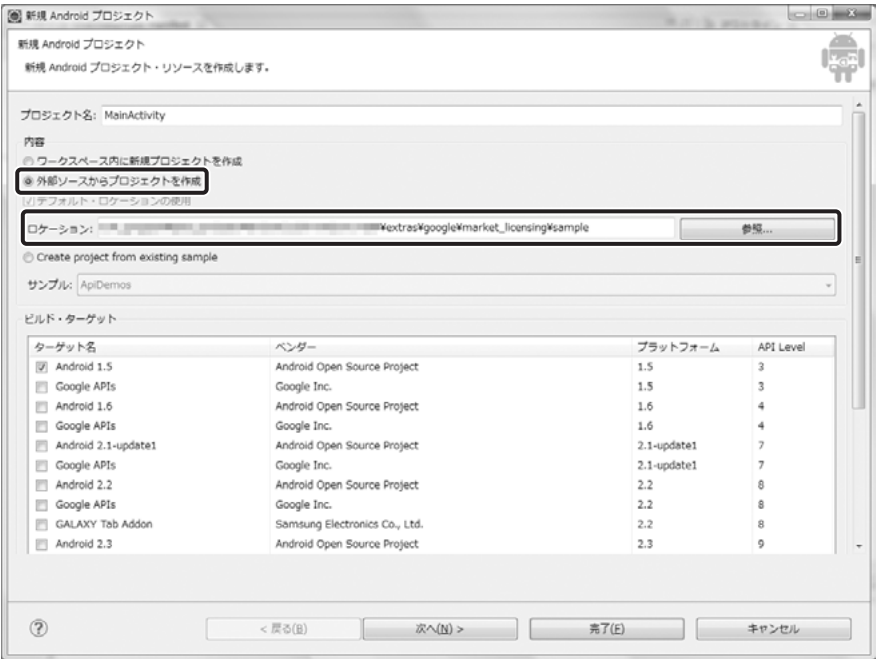 新規 Android プロジェクト
新規 Android プロジェクト
新規 Android プロジェクト・リソースを作成します。
プロジェクト名: MainActivity
内容
ワークスペース内に新規プロジェクトを作成
外部ソースからプロジェクトを作成
デフォルト・ロケーションの使用
ロケーション: ¥extras¥google¥market_licensing¥sample 参照...
Create project from existing sample
サンプル: ApiDemos
ビルド・ターゲット
ターゲット名 ベンダー プラットフォーム API Level
Android 1.5 Android Open Source Project 1.5 3
Google APIs Google Inc. 1.5 3
Android 1.6 Android Open Source Project 1.6 4
Google APIs Google Inc. 1.6 4
Android 2.1-update1 Android Open Source Project 2.1-update1 7
Google APIs Google Inc. 2.1-update1 7
Android 2.2 Android Open Source Project 2.2 8
Google APIs Google Inc. 2.2 8
GALAXY Tab Addon Samsung Electronics Co., Ltd. 2.2 8
Android 2.3 Android Open Source Project 2.3 9
? < 戻る(B) 次へ(N) > 完了(F) キャンセル